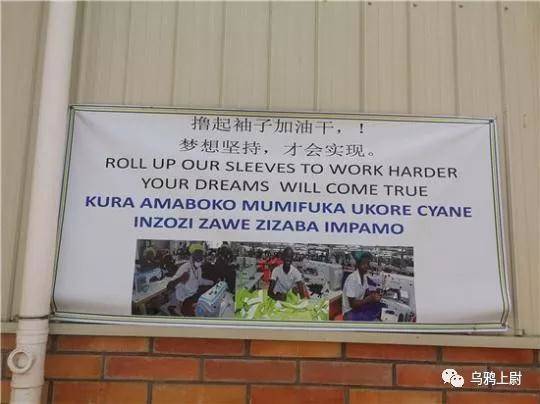 撸起袖子加油干，！
梦想坚持，才会实现。
ROLL UP OUR SLEEVES TO WORK HARDER
YOUR DREAMS WILL COME TRUE
KURA AMABOKO MUMIFUKA UKORE CYANE
INZOZI ZAWE ZIZABA IMPAMO
乌鸦上尉